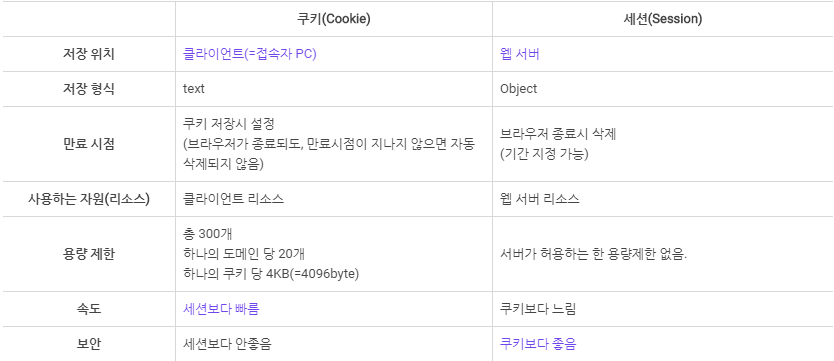 쿠키(Cookie) 세션(Session)
저장 위치 클라이언트(=접속자 PC) 웹 서버
저장 형식 text Object
만료 시점 쿠키 저장시 설정
(브라우저가 종료되도, 만료시점이 지나지 않으면 자동
삭제되지 않음) 브라우저 종료시 삭제
(기간 지정 가능)
사용하는 자원(리소스) 클라이언트 리소스 웹 서버 리소스
용량 제한 총 300개
하나의 도메인 당 20개
하나의 쿠키 당 4KB(=4096byte) 서버가 허용하는 한 용량제한 없음.
속도 세션보다 빠름 쿠키보다 느림
보안 세션보다 안좋음 쿠키보다 좋음